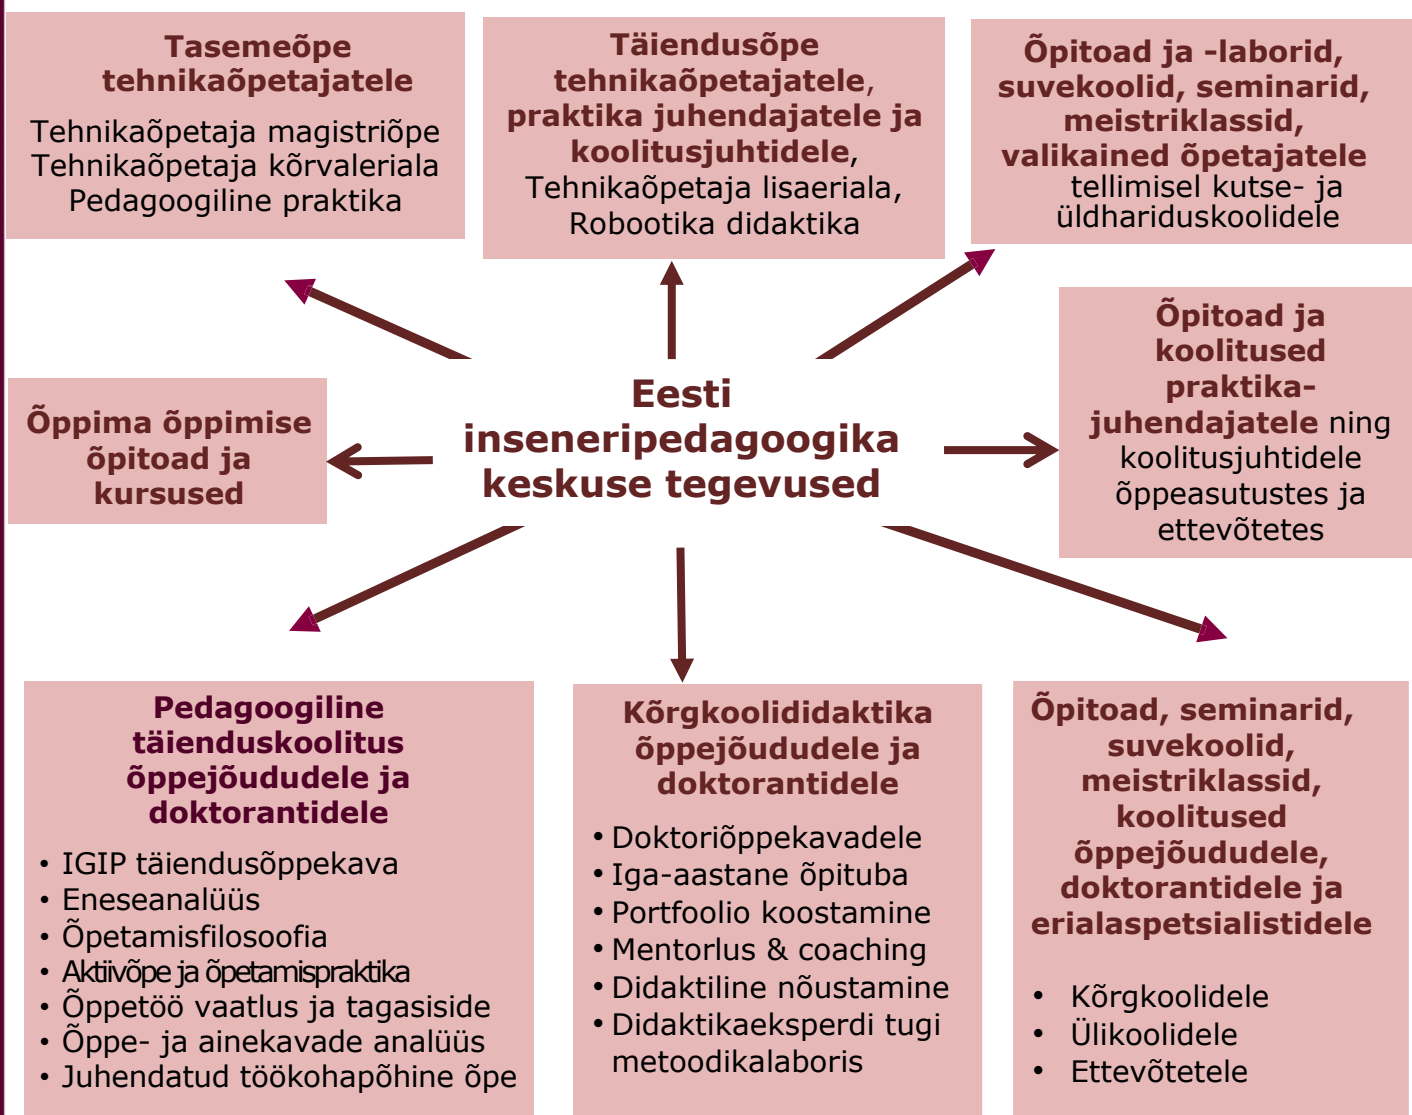 Tasemeõpe
tehnikaõpetajatele
Tehnikaõpetaja magistriõpe
Tehnikaõpetaja kõrvaleriala
Pedagoogiline praktika
Täiendusõpe
tehnikaõpetajatele,
praktika juhendajatele ja
koolitusjuhtidele,
Tehnikaõpetaja lisaeriala,
Robootika didaktika
Õpitoad ja -laborid,
suvekoolid, seminarid,
meistriklassid,
valikained õpetajatele
tellimisel kutse- ja
üldhariduskoolidele
Õppima õppimise
õpitoad ja
kursused
Eesti
inseneripedagoogika
keskuse tegevused
Õpitoad ja
koolitused
praktika-
juhendajatele ning
koolitusjuhtidele
õppeasutustes ja
ettevõtetes
Pedagoogiline
täienduskoolitus
õppejõududele ja
doktorantidele
• IGIP täiendusõppekava
• Eneseanalüüs
• Õpetamisfilosoofia
• Aktiivõpe ja õpetamispraktika
• Õppetöö vaatlus ja tagasiside
• Õppe- ja ainekavade analüüs
• Juhendatud töökohapõhine õpe
Kõrgkoolididaktika
õppejõududele ja
doktorantidele
• Doktoriõppekavadele
• Iga-aastane õpituba
• Portfoolio koostamine
• Mentorlus & coaching
• Didaktiline nõustamine
• Didaktikaeksperdi tugi
metoodikalaboris
Õpitoad, seminarid,
suvekoolid,
meistriklassid,
koolitused
õppejõududele,
doktorantidele ja
erialaspetsialistidele
• Kõrgkoolidele
• Ülikoolidele
• Ettevõtetele